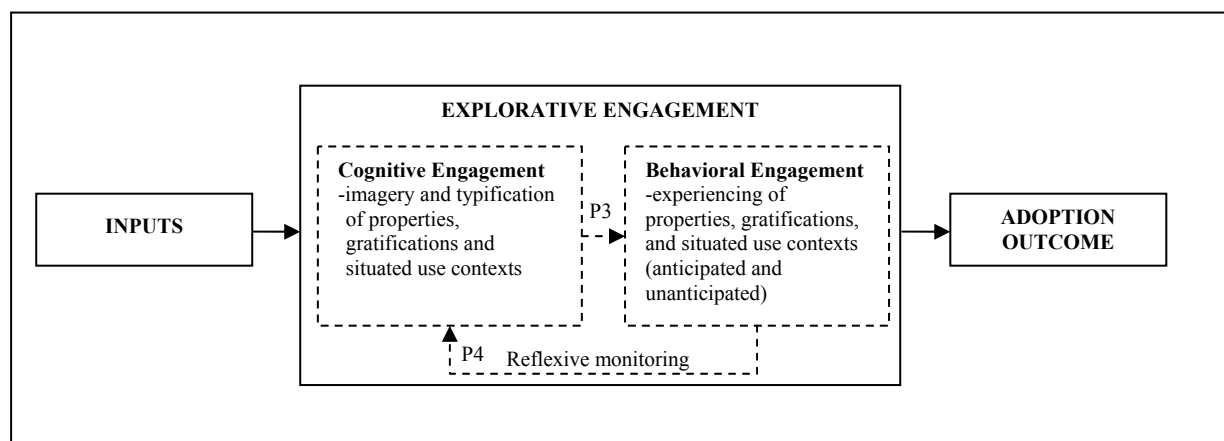 EXPLORATIVE ENGAGEMENT
INPUTS
Cognitive Engagement
-imagery and typification
of properties,
gratifications and
situated use contexts
P3
Behavioral Engagement
-experiencing of
properties, gratifications,
and situated use contexts
(anticipated and
unanticipated)
P4
Reflexive monitoring
ADOPTION
OUTCOME